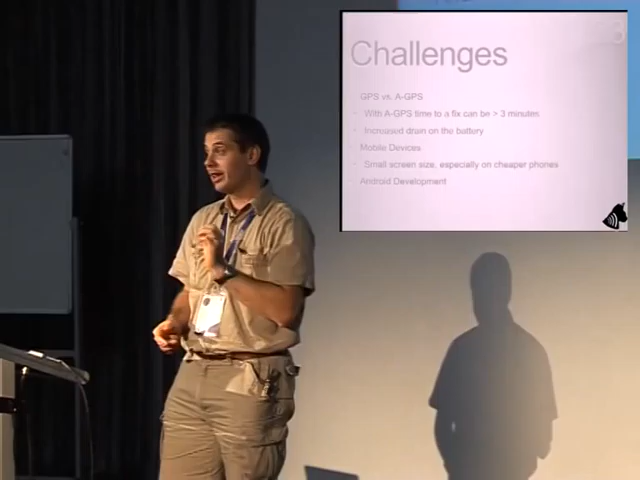 Challenges
GPS vs. A-GPS
With A-GPS time to a fix can be > 3 minutes
Increased drain on the battery
Mobile Devices
Small screen size, especially on cheaper phones
Android Development